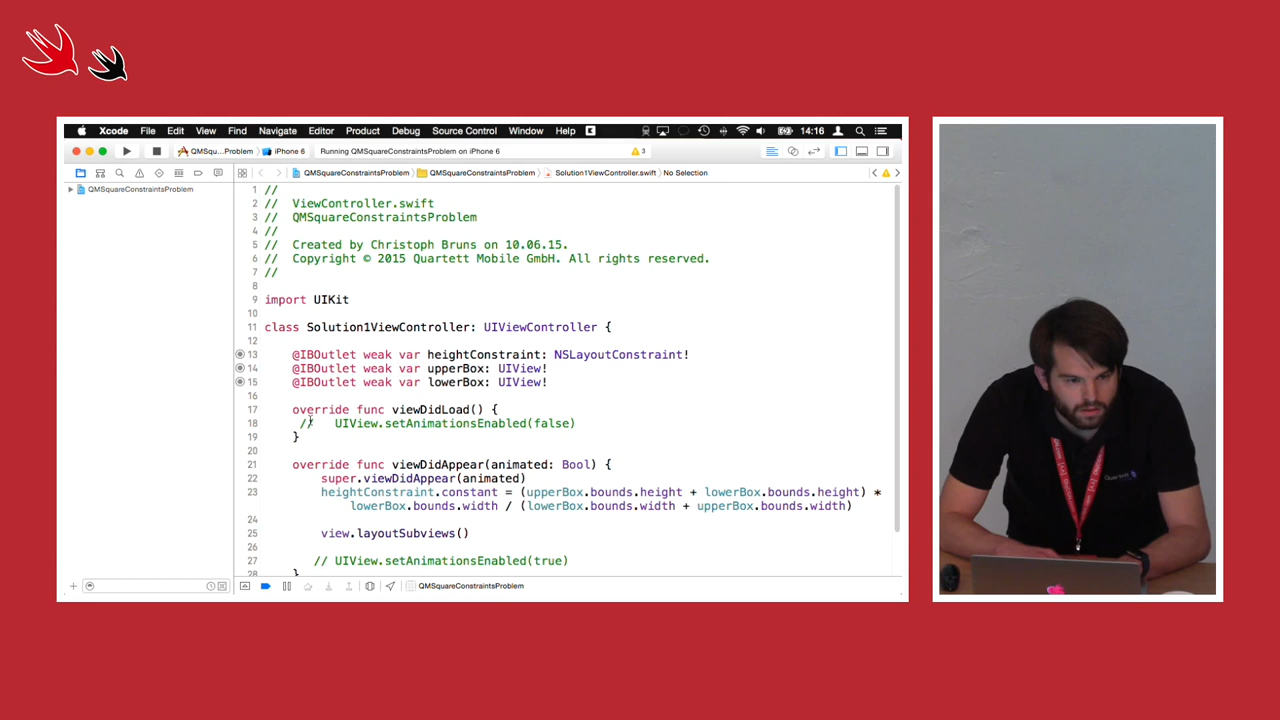 Xcode File Edit View Find Navigate Editor Product Debug Source Control Window Help 14:16
QMSqu...Problem iPhone 6 Running QMSquareConstraintsProblem on iPhone 6 3
QMSquareConstraintsProblem QMSquareConstraintsProblem Solution1ViewController.swift No Selection
QMSquareConstraintsProblem
1 //
2 // ViewController.swift
3 // QMSquareConstraintsProblem
4 //
5 // Created by Christoph Bruns on 10.06.15.
6 // Copyright © 2015 Quartett Mobile GmbH. All rights reserved.
7 //
8
9 import UIKit
10
11 class Solution1ViewController: UIViewController {
12
13 @IBOutlet weak var heightConstraint: NSLayoutConstraint!
14 @IBOutlet weak var upperBox: UIView!
15 @IBOutlet weak var lowerBox: UIView!
16
17 override func viewDidLoad() {
18 // UIView.setAnimationsEnabled(false)
19 }
20
21 override func viewDidAppear(animated: Bool) {
22 super.viewDidAppear(animated)
23 heightConstraint.constant = (upperBox.bounds.height + lowerBox.bounds.height) *
lowerBox.bounds.width / (lowerBox.bounds.width + upperBox.bounds.width)
24
25 view.layoutSubviews()
26
27 // UIView.setAnimationsEnabled(true)
28 }
QMSquareConstraintsProblem
Quartett